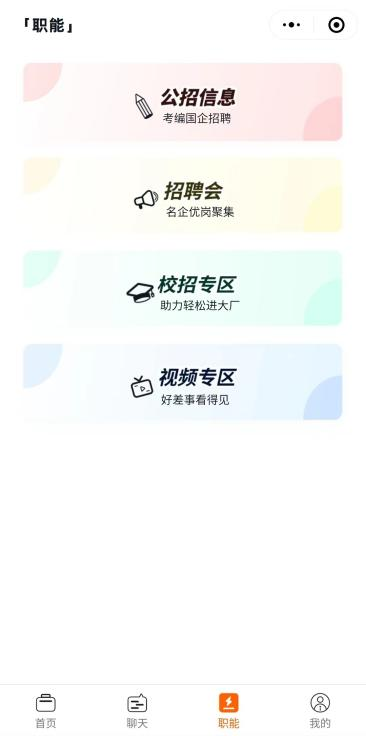 「职能」
公招信息
考编国企招聘
招聘会
名企优岗聚集
校招专区
助力轻松进大厂
视频专区
好差事看得见
首页
聊天
职能
我的